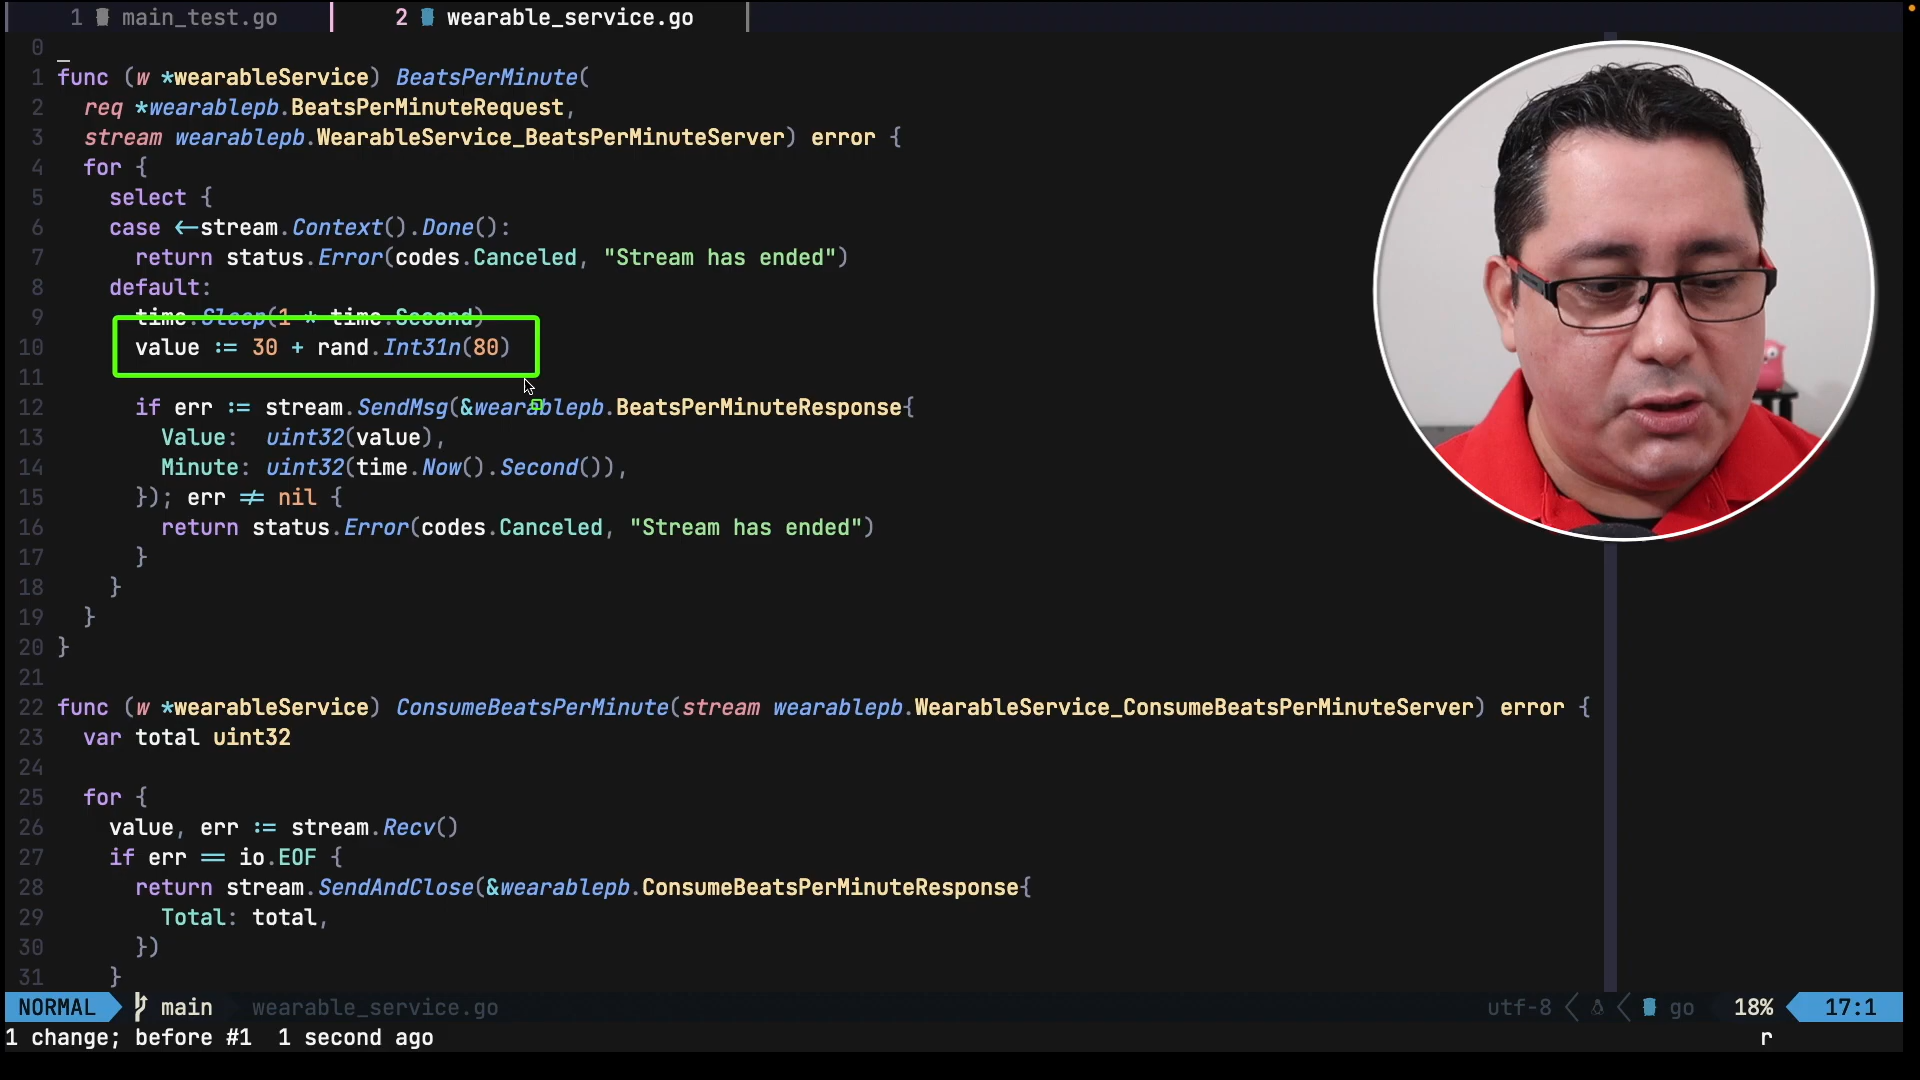 1 main_test.go 2 wearable_service.go
0
1 func (w *wearableService) BeatsPerMinute(
2 req *wearablepb.BeatsPerMinuteRequest,
3 stream wearablepb.WearableService_BeatsPerMinuteServer) error {
4 for {
5 select {
6 case <-stream.Context().Done():
7 return status.Error(codes.Canceled, "Stream has ended")
8 default:
9 time.Sleep(1 * time.Second)
10 value := 30 + rand.Int31n(80)
11
12 if err := stream.SendMsg(&wearablepb.BeatsPerMinuteResponse{
13 Value: uint32(value),
14 Minute: uint32(time.Now().Second()),
15 }); err != nil {
16 return status.Error(codes.Canceled, "Stream has ended")
17 }
18 }
19 }
20 }
21
22 func (w *wearableService) ConsumeBeatsPerMinute(stream wearablepb.WearableService_ConsumeBeatsPerMinuteServer) error {
23 var total uint32
24
25 for {
26 value, err := stream.Recv()
27 if err == io.EOF {
28 return stream.SendAndClose(&wearablepb.ConsumeBeatsPerMinuteResponse{
29 Total: total,
30 })
31 }
NORMAL main wearable_service.go utf-8 go 18% 17:1
1 change; before #1 1 second ago r